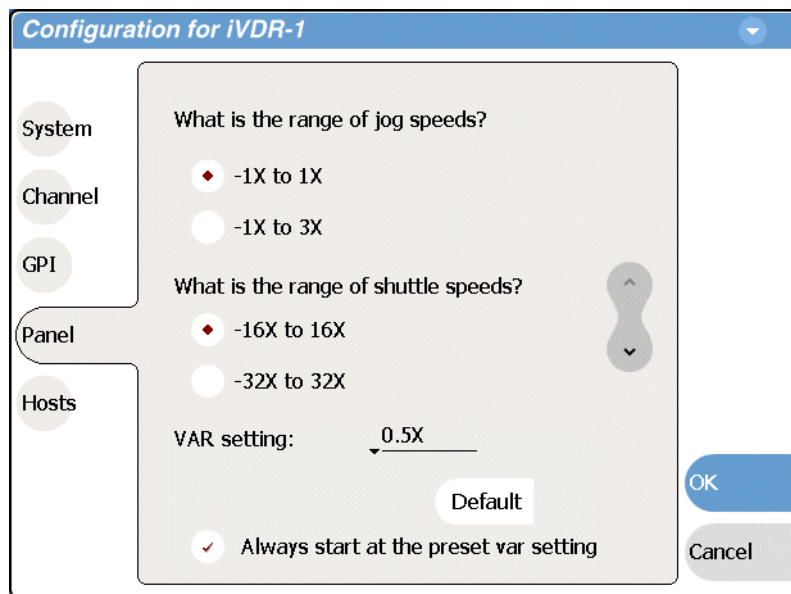 Configuration for iVDR-1
System
Channel
GPI
Panel
Hosts
What is the range of jog speeds?
-1X to 1X
-1X to 3X
What is the range of shuttle speeds?
-16X to 16X
-32X to 32X
VAR setting: 0.5X
Default
Always start at the preset var setting
OK
Cancel